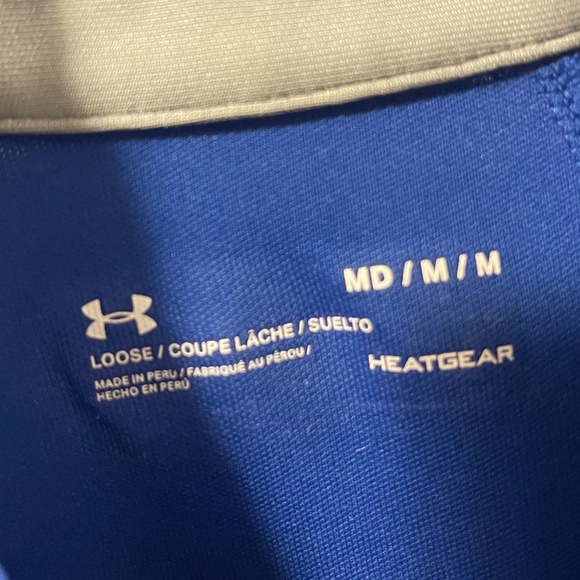 MD / M / M
LOOSE / COUPE LÂCHE / SUELTO
HEATGEAR
MADE IN PERU / FABRIQUÉ AU PÉROU /
HECHO EN PERÚ